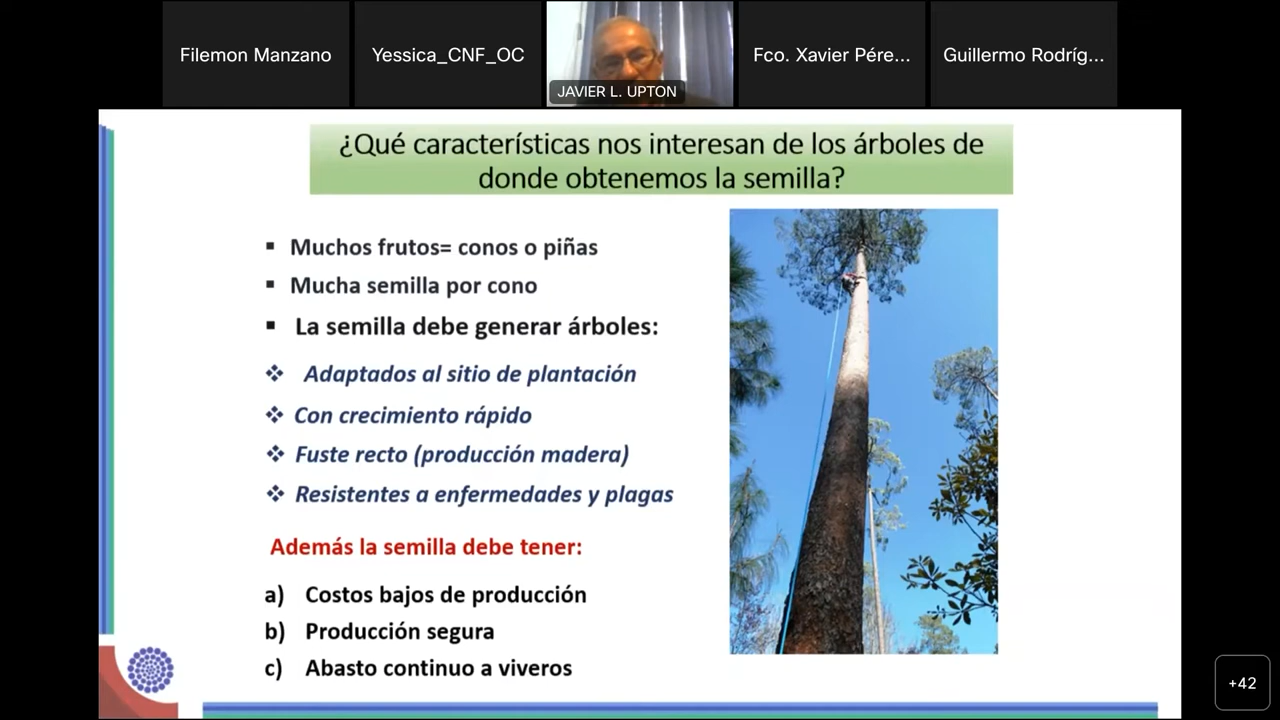 Filemon Manzano
Yessica_CNF_OC
JAVIER L. UPTON
Fco. Xavier Pére...
Guillermo Rodríg...
¿Qué características nos interesan de los árboles de
donde obtenemos la semilla?
▪ Muchos frutos= conos o piñas
▪ Mucha semilla por cono
▪ La semilla debe generar árboles:
❖ Adaptados al sitio de plantación
❖ Con crecimiento rápido
❖ Fuste recto (producción madera)
❖ Resistentes a enfermedades y plagas
Además la semilla debe tener:
a) Costos bajos de producción
b) Producción segura
c) Abasto continuo a viveros
+42